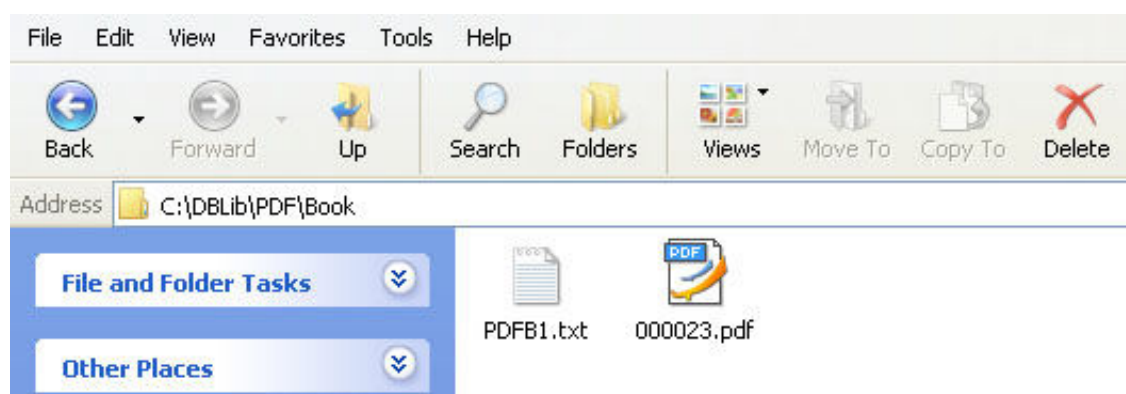 File Edit View Favorites Tools Help
Back Forward Up Search Folders Views Move To Copy To Delete
Address C:\DBLib\PDF\Book
File and Folder Tasks
Other Places
PDF
PDFB1.txt 000023.pdf